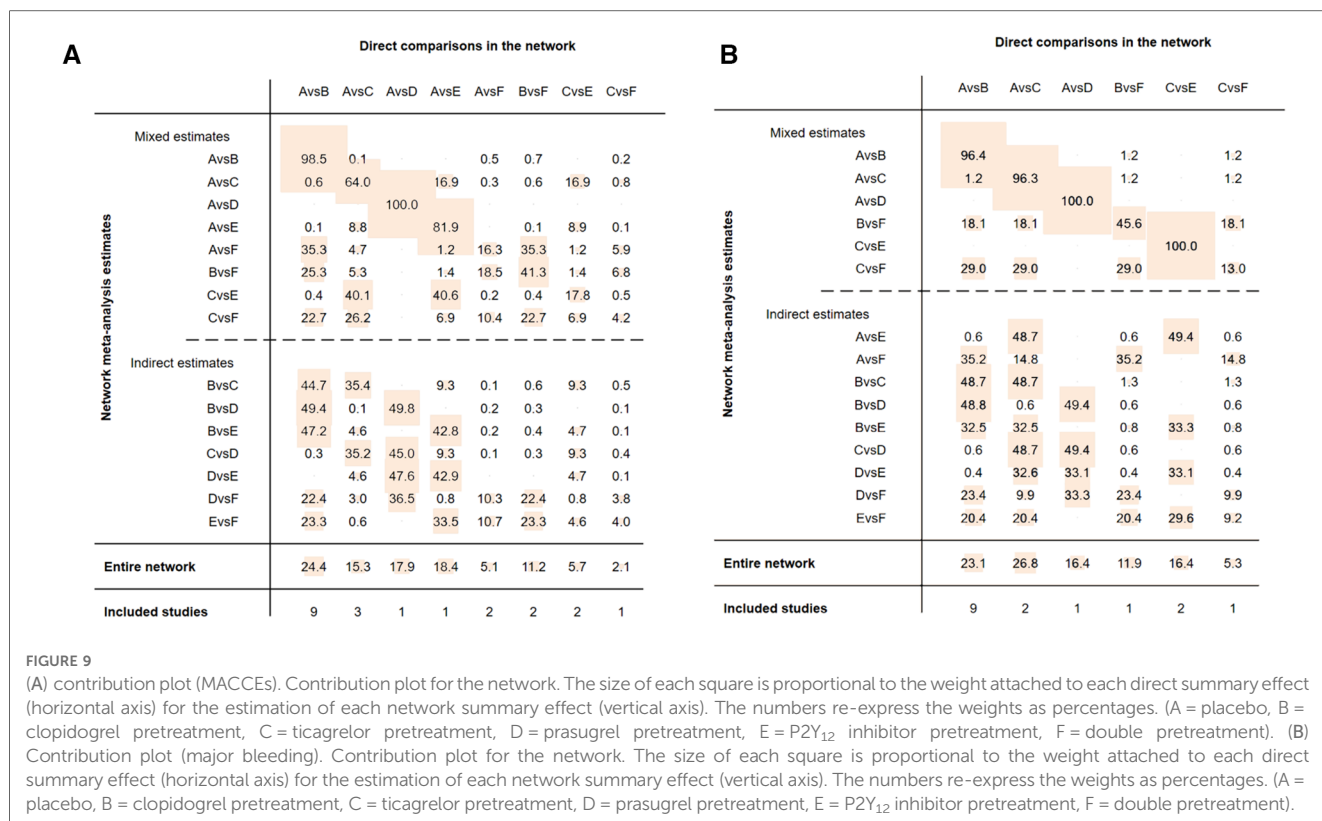 A
Direct comparisons in the network
AvsB AvsC AvsD AvsE AvsF BvsF CvsE CvsF
Network meta-analysis estimates
Mixed estimates
AvsB 98.5 0.1 . . 0.5 0.7 . 0.2
AvsC 0.6 64.0 . 16.9 0.3 0.6 16.9 0.8
AvsD . . 100.0 . . . . .
AvsE 0.1 8.8 . 81.9 . 0.1 8.9 0.1
AvsF 35.3 4.7 . 1.2 16.3 35.3 1.2 5.9
BvsF 25.3 5.3 . 1.4 18.5 41.3 1.4 6.8
CvsE 0.4 40.1 . 40.6 0.2 0.4 17.8 0.5
CvsF 22.7 26.2 . 6.9 10.4 22.7 6.9 4.2
Indirect estimates
BvsC 44.7 35.4 . 9.3 0.1 0.6 9.3 0.5
BvsD 49.4 0.1 49.8 . 0.2 0.3 . 0.1
BvsE 47.2 4.6 . 42.8 0.2 0.4 4.7 0.1
CvsD 0.3 35.2 45.0 9.3 0.1 0.3 9.3 0.4
DvsE . 4.6 47.6 42.9 . . 4.7 0.1
DvsF 22.4 3.0 36.5 0.8 10.3 22.4 0.8 3.8
EvsF 23.3 0.6 . 33.5 10.7 23.3 4.6 4.0
Entire network 24.4 15.3 17.9 18.4 5.1 11.2 5.7 2.1
Included studies 9 3 1 1 2 2 2 1
B
Direct comparisons in the network
AvsB AvsC AvsD BvsF CvsE CvsF
Network meta-analysis estimates
Mixed estimates
AvsB 96.4 1.2 . 1.2 . 1.2
AvsC 1.2 96.3 . 1.2 . 1.2
AvsD . . 100.0 . . .
BvsF 18.1 18.1 . 45.6 . 18.1
CvsE . . . . 100.0 .
CvsF 29.0 29.0 . 29.0 . 13.0
Indirect estimates
AvsE 0.6 48.7 . 0.6 49.4 0.6
AvsF 35.2 14.8 . 35.2 . 14.8
BvsC 48.7 48.7 . 1.3 . 1.3
BvsD 48.8 0.6 49.4 0.6 . 0.6
BvsE 32.5 32.5 . 0.8 33.3 0.8
CvsD 0.6 48.7 49.4 0.6 . 0.6
DvsE 0.4 32.6 33.1 0.4 33.1 0.4
DvsF 23.4 9.9 33.3 23.4 . 9.9
EvsF 20.4 20.4 . 20.4 29.6 9.2
Entire network 23.1 26.8 16.4 11.9 16.4 5.3
Included studies 9 2 1 1 2 1
FIGURE 9
(A) contribution plot (MACCEs). Contribution plot for the network. The size of each square is proportional to the weight attached to each direct summary effect
(horizontal axis) for the estimation of each network summary effect (vertical axis). The numbers re-express the weights as percentages. (A = placebo, B =
clopidogrel pretreatment, C = ticagrelor pretreatment, D = prasugrel pretreatment, E = P2Y12 inhibitor pretreatment, F = double pretreatment). (B)
Contribution plot (major bleeding). Contribution plot for the network. The size of each square is proportional to the weight attached to each direct
summary effect (horizontal axis) for the estimation of each network summary effect (vertical axis). The numbers re-express the weights as percentages. (A =
placebo, B = clopidogrel pretreatment, C = ticagrelor pretreatment, D = prasugrel pretreatment, E = P2Y12 inhibitor pretreatment, F = double pretreatment).